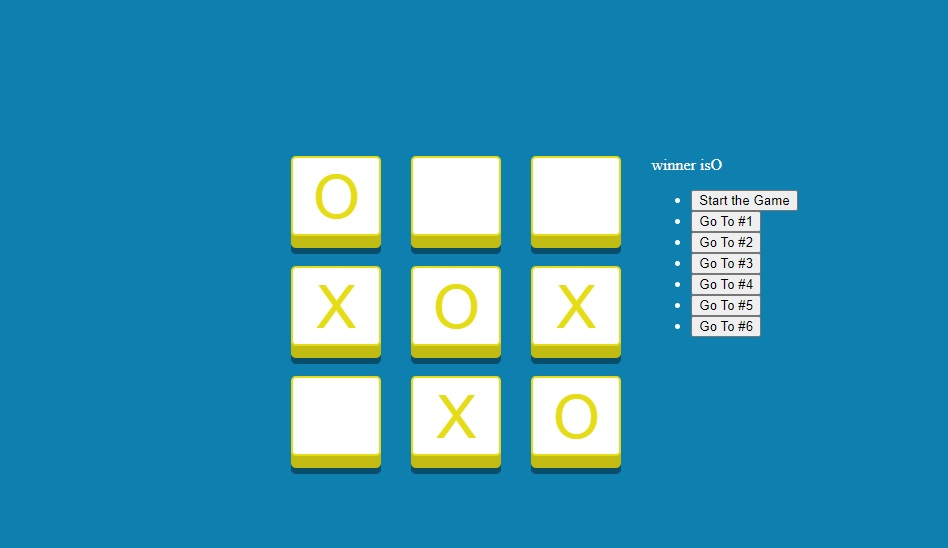 O
X O X
X O
winner isO
Start the Game
Go To #1
Go To #2
Go To #3
Go To #4
Go To #5
Go To #6